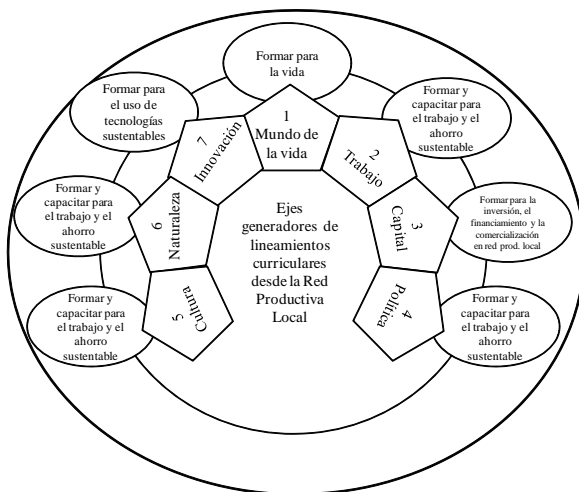 Formar para
la vida
Formar para
el uso de
tecnologías
sustentables
Formar y
capacitar para
el trabajo y el
ahorro
sustentable
1
Mundo de
la vida
7
Innovación
2
Trabajo
Formar y
capacitar para
el trabajo y el
ahorro
sustentable
6
Naturaleza
Ejes
generadores de
lineamientos
curriculares
desde la Red
Productiva
Local
3
Capital
Formar para la
inversión, el
financiamiento y la
comercialización
en red prod. local
Formar y
capacitar para
el trabajo y el
ahorro
sustentable
5
Cultura
4
Política
Formar y
capacitar para
el trabajo y el
ahorro
sustentable